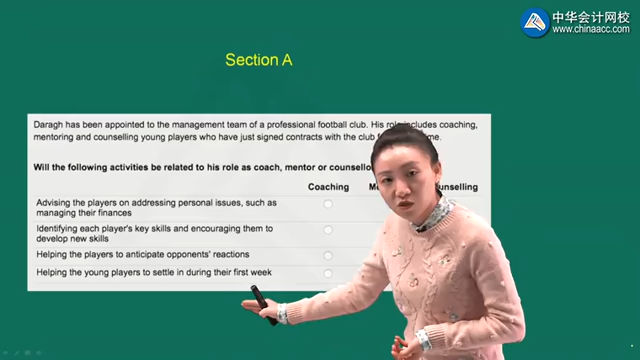 中华会计网校
www.chinaacc.com
Section A
Daragh has been appointed to the management team of a professional football club. His role includes coaching,
mentoring and counselling young players who have just signed contracts with the club
Will the following activities be related to his role as coach, mentor or
Coaching
Advising the players on addressing personal issues, such as
managing their finances
Identifying each player's key skills and encouraging them to
develop new skills
Helping the players to anticipate opponents' reactions
Helping the young players to settle in during their first week